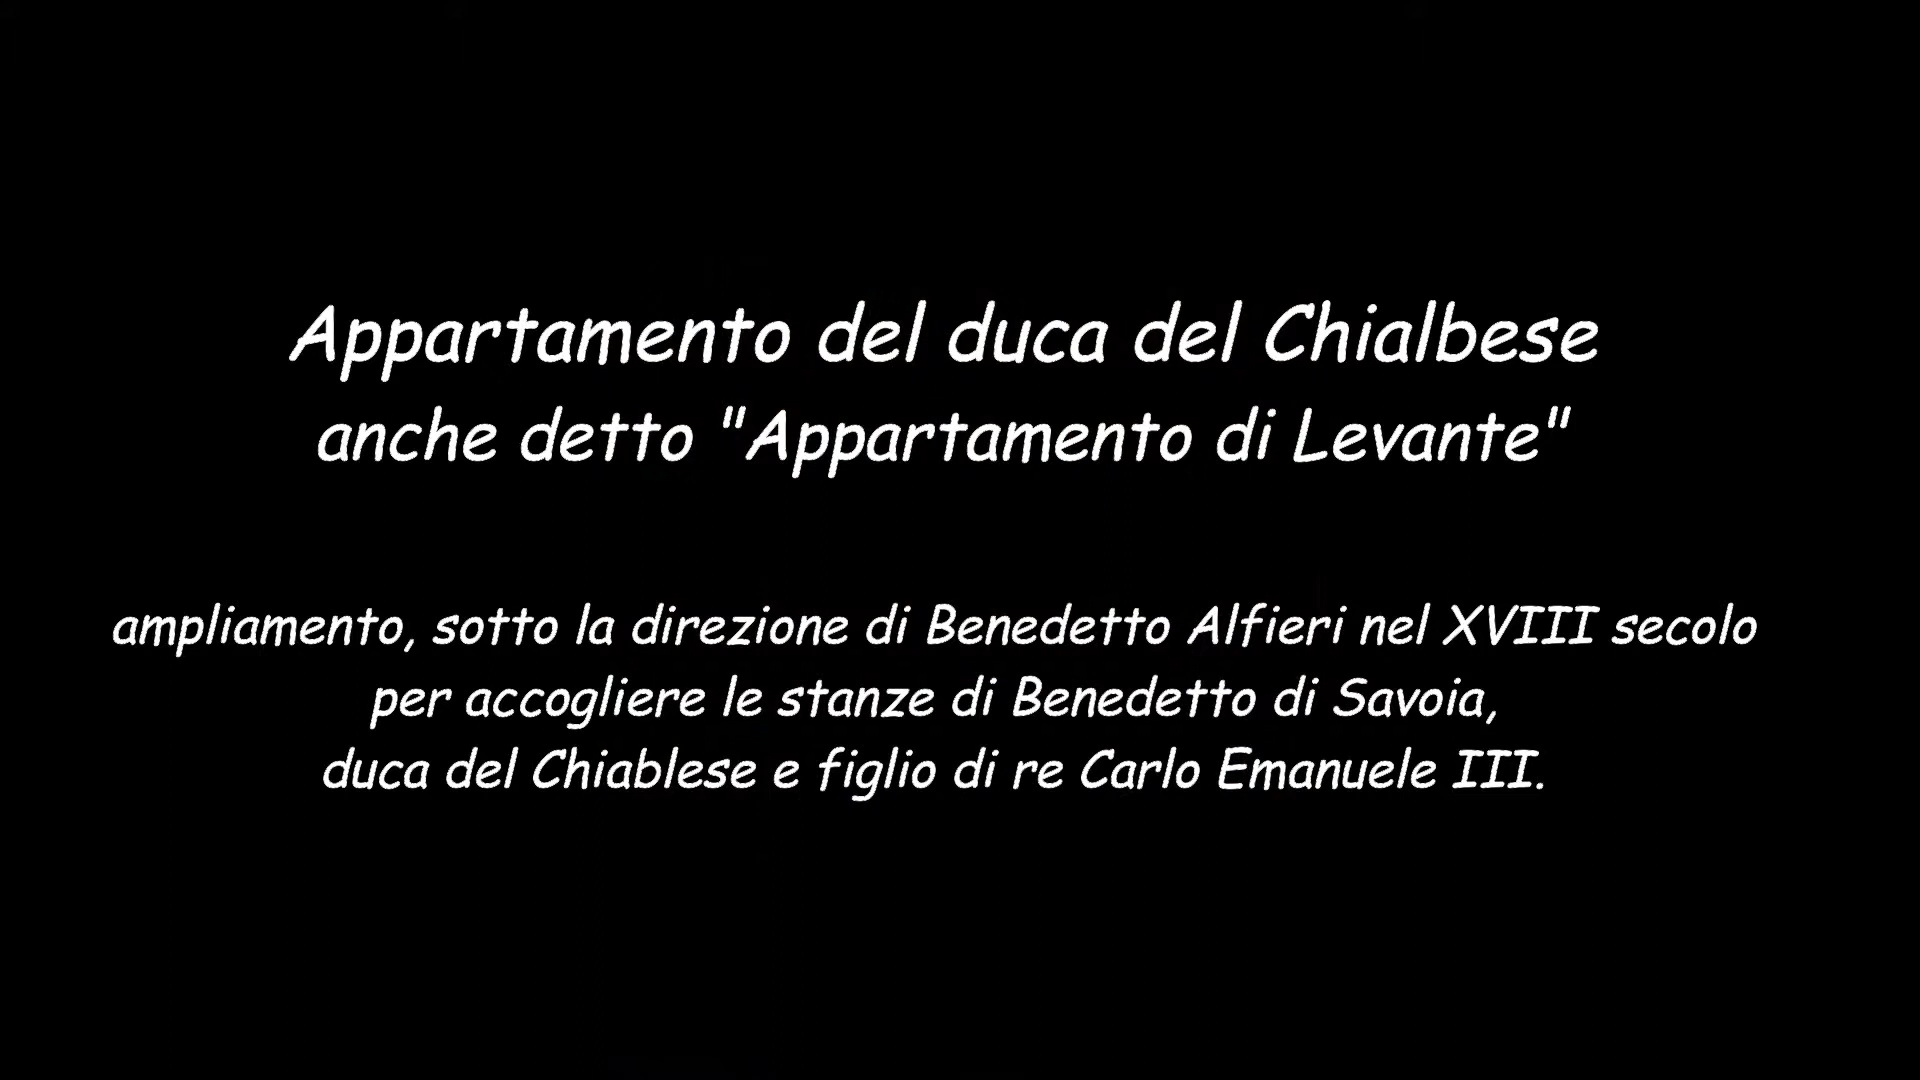 Appartamento del duca del Chialbese
anche detto "Appartamento di Levante"
ampliamento, sotto la direzione di Benedetto Alfieri nel XVIII secolo
per accogliere le stanze di Benedetto di Savoia,
duca del Chiablese e figlio di re Carlo Emanuele III.